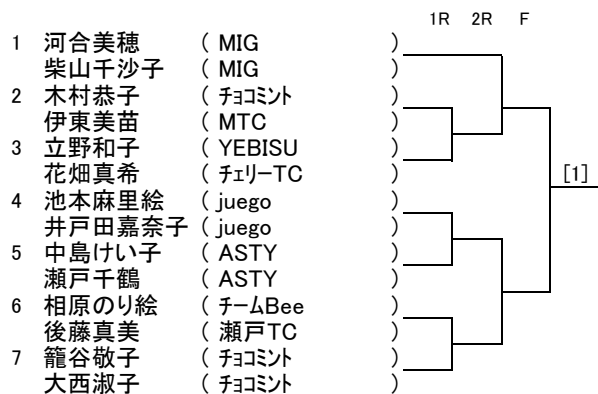 1R 2R F
1 河合美穂 ( MIG )
柴山千沙子 ( MIG )
2 木村恭子 ( ﾁｮｺﾐﾝﾄ )
伊東美苗 ( MTC )
3 立野和子 ( YEBISU )
花畑真希 ( ﾁｪﾘｰTC )
[1]
4 池本麻里絵 ( juego )
井戸田嘉奈子 ( juego )
5 中島けい子 ( ASTY )
瀬戸千鶴 ( ASTY )
6 相原のり絵 ( ﾁｰﾑBee )
後藤真美 ( 瀬戸TC )
7 籠谷敬子 ( ﾁｮｺﾐﾝﾄ )
大西淑子 ( ﾁｮｺﾐﾝﾄ )